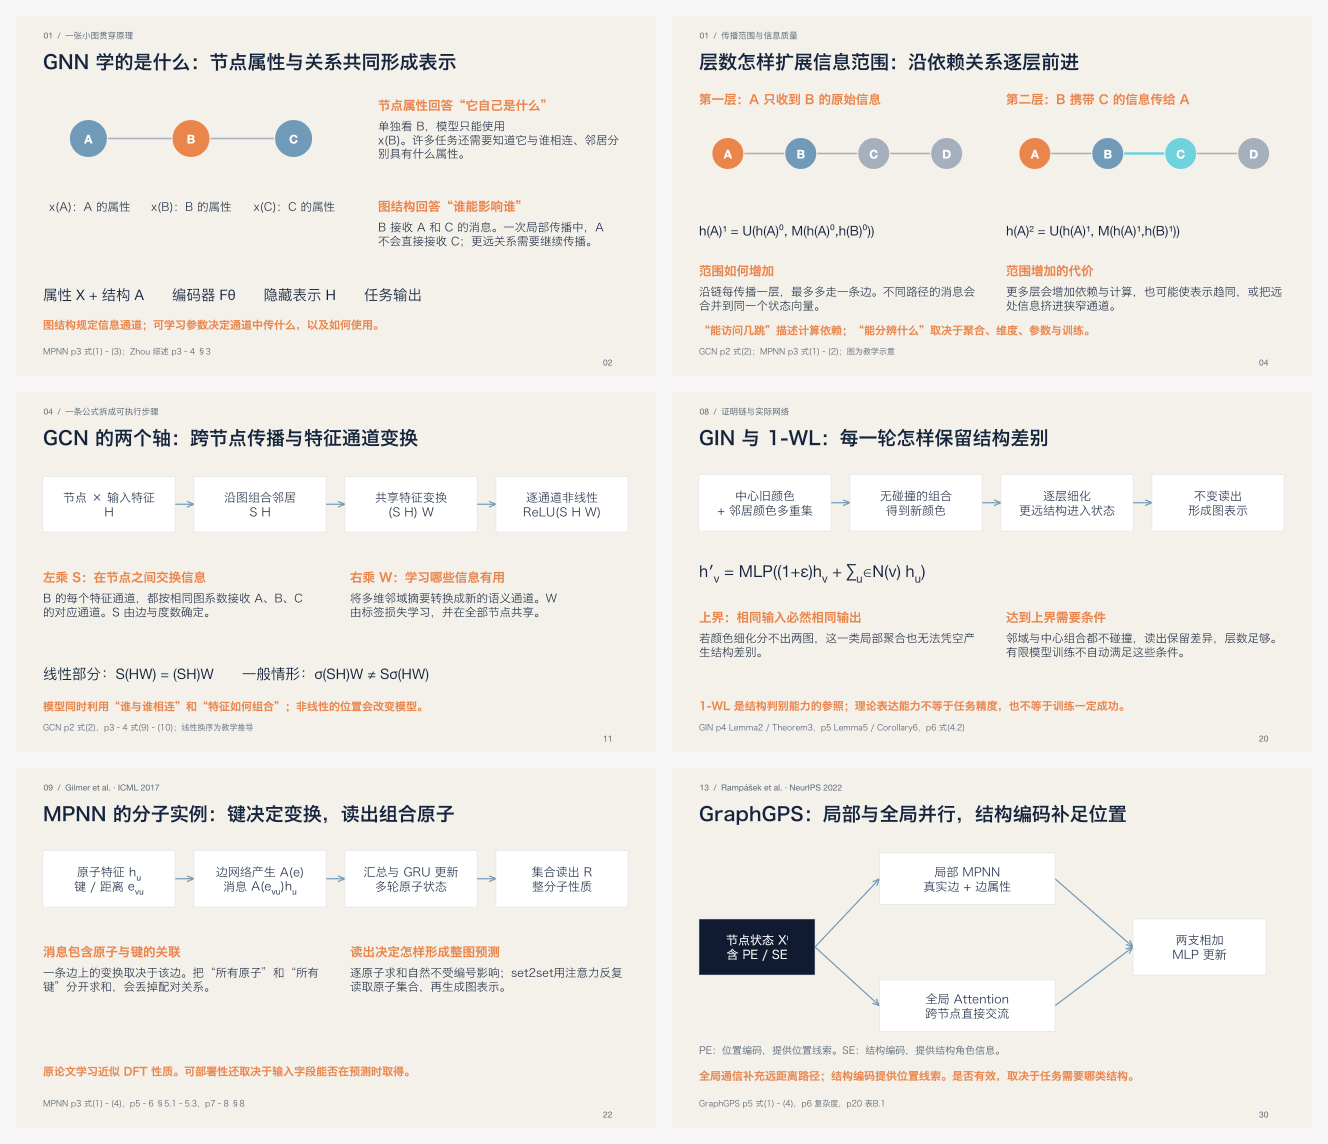 01 / 一张小图贯穿原理
GNN 学的是什么：节点属性与关系共同形成表示
A
B
C
x(A)：A 的属性
x(B)：B 的属性
x(C)：C 的属性
节点属性回答“它自己是什么”
单独看 B，模型只能使用
x(B)。许多任务还需要知道它与谁相连、邻居分
别具有什么属性。
图结构回答“谁能影响谁”
B 接收 A 和 C 的消息。一次局部传播中，A
不会直接接收 C；更远关系需要继续传播。
属性 X + 结构 A
编码器 Fθ
隐藏表示 H
任务输出
图结构规定信息通道；可学习参数决定通道中传什么，以及如何使用。
MPNN p3 式(1) - (3)；Zhou 综述 p3 - 4 §3
02
01 / 传播范围与信息质量
层数怎样扩展信息范围：沿依赖关系逐层前进
第一层：A 只收到 B 的原始信息
A
B
C
D
h(A)¹ = U(h(A)⁰, M(h(A)⁰,h(B)⁰))
范围如何增加
沿链每传播一层，最多多走一条边。不同路径的消息会
合并到同一个状态向量。
第二层：B 携带 C 的信息传给 A
A
B
C
D
h(A)² = U(h(A)¹, M(h(A)¹,h(B)¹))
范围增加的代价
更多层会增加依赖与计算，也可能使表示趋同，或把远
处信息挤进狭窄通道。
“能访问几跳”描述计算依赖；“能分辨什么”取决于聚合、维度、参数与训练。
GCN p2 式(2)；MPNN p3 式(1) - (2)；图为教学示意
04
04 / 一条公式拆成可执行步骤
GCN 的两个轴：跨节点传播与特征通道变换
节点 × 输入特征
H
沿图组合邻居
S H
共享特征变换
(S H) W
逐通道非线性
ReLU(S H W)
左乘 S：在节点之间交换信息
B 的每个特征通道，都按相同图系数接收 A、B、C
的对应通道。S 由边与度数确定。
右乘 W：学习哪些信息有用
将多维邻域摘要转换成新的语义通道。W
由标签损失学习，并在全部节点共享。
线性部分：S(HW) = (SH)W
一般情形：σ(SH)W ≠ Sσ(HW)
模型同时利用“谁与谁相连”和“特征如何组合”；非线性的位置会改变模型。
GCN p2 式(2)，p3 - 4 式(9) - (10)；线性换序为教学推导
11
08 / 证明链与实际网络
GIN 与 1-WL：每一轮怎样保留结构差别
中心旧颜色
+ 邻居颜色多重集
无碰撞的组合
得到新颜色
逐层细化
更远结构进入状态
不变读出
形成图表示
h′ᵥ = MLP((1+ε)hᵥ + ∑ᵤ∈N(v) hᵤ)
上界：相同输入必然相同输出
若颜色细化分不出两图，这一类局部聚合也无法凭空产
生结构差别。
达到上界需要条件
邻域与中心组合都不碰撞，读出保留差异，层数足够。
有限模型训练不自动满足这些条件。
1-WL 是结构判别能力的参照；理论表达能力不等于任务精度，也不等于训练一定成功。
GIN p4 Lemma2 / Theorem3，p5 Lemma5 / Corollary6，p6 式(4.2)
20
09 / Gilmer et al. · ICML 2017
MPNN 的分子实例：键决定变换，读出组合原子
原子特征 hᵤ
键 / 距离 eᵥᵤ
边网络产生 A(e)
消息 A(eᵥᵤ)hᵤ
汇总与 GRU 更新
多轮原子状态
集合读出 R
整分子性质
消息包含原子与键的关联
一条边上的变换取决于该边。把“所有原子”和“所有
键”分开求和，会丢掉配对关系。
读出决定怎样形成整图预测
逐原子求和自然不受编号影响；set2set用注意力反复
读取原子集合，再生成图表示。
原论文学习近似 DFT 性质。可部署性还取决于输入字段能否在预测时取得。
MPNN p3 式(1) - (4)，p5 - 6 §5.1 - 5.3，p7 - 8 §8
22
13 / Rampášek et al. · NeurIPS 2022
GraphGPS：局部与全局并行，结构编码补足位置
局部 MPNN
真实边 + 边属性
节点状态 Xˡ
含 PE / SE
两支相加
MLP 更新
全局 Attention
跨节点直接交流
PE：位置编码，提供位置线索。SE：结构编码，提供结构角色信息。
全局通信补充远距离路径；结构编码提供位置线索。是否有效，取决于任务需要哪类结构。
GraphGPS p5 式(1) - (4)，p6 复杂度，p20 表B.1
30